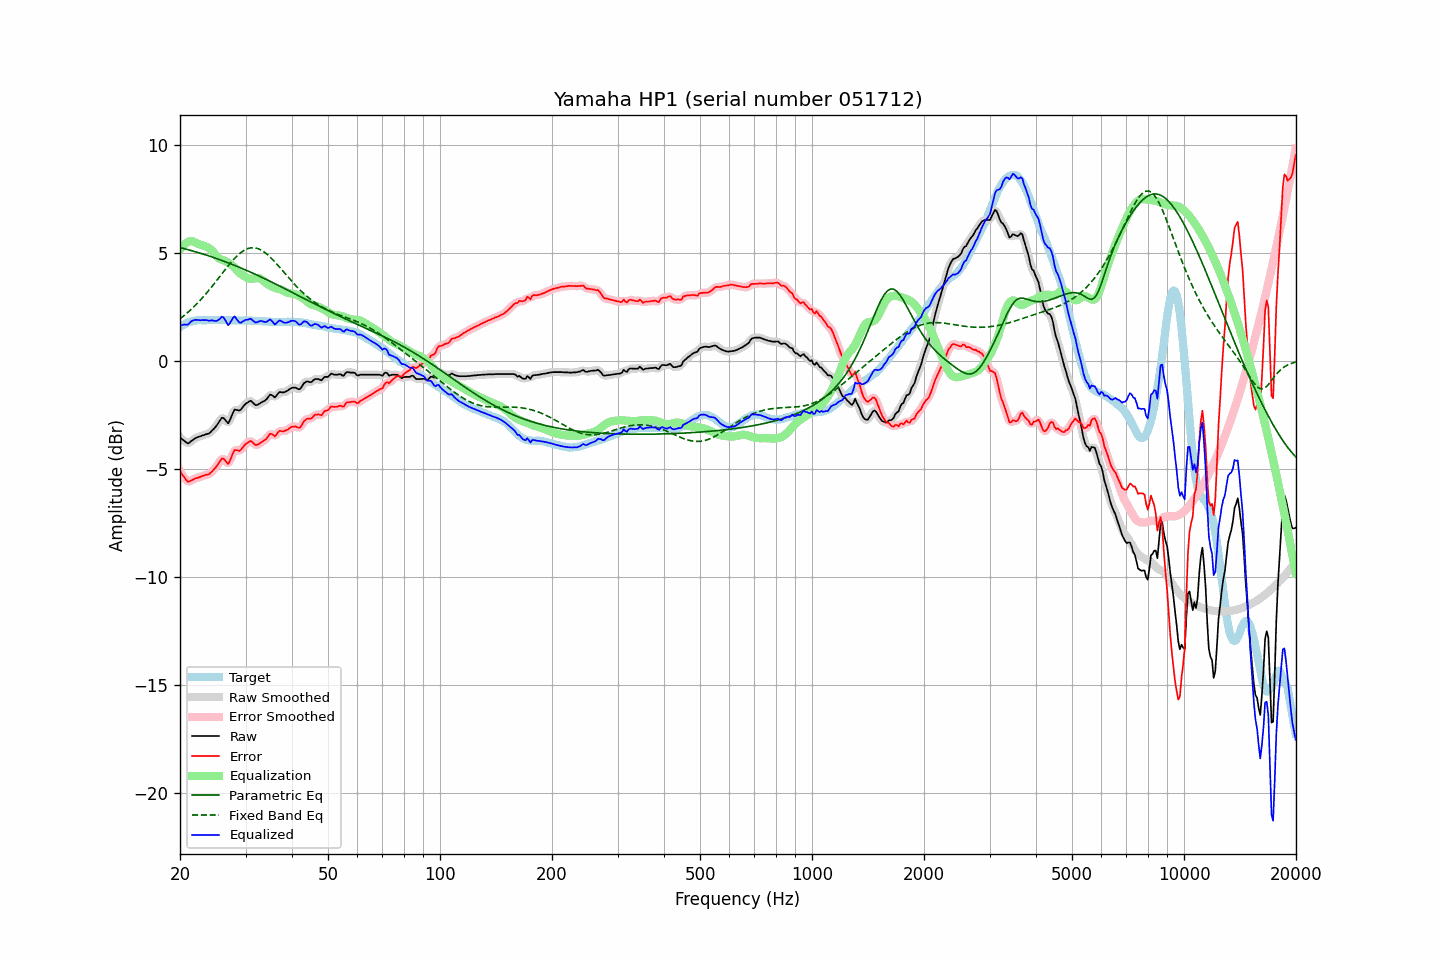 Yamaha HP1 (serial number 051712)
10
5
0
−5
−10
−15
−20
Amplitude (dBr)
Target
Raw Smoothed
Error Smoothed
Raw
Error
Equalization
Parametric Eq
Fixed Band Eq
Equalized
20 50 100 200 500 1000 2000 5000 10000 20000
Frequency (Hz)